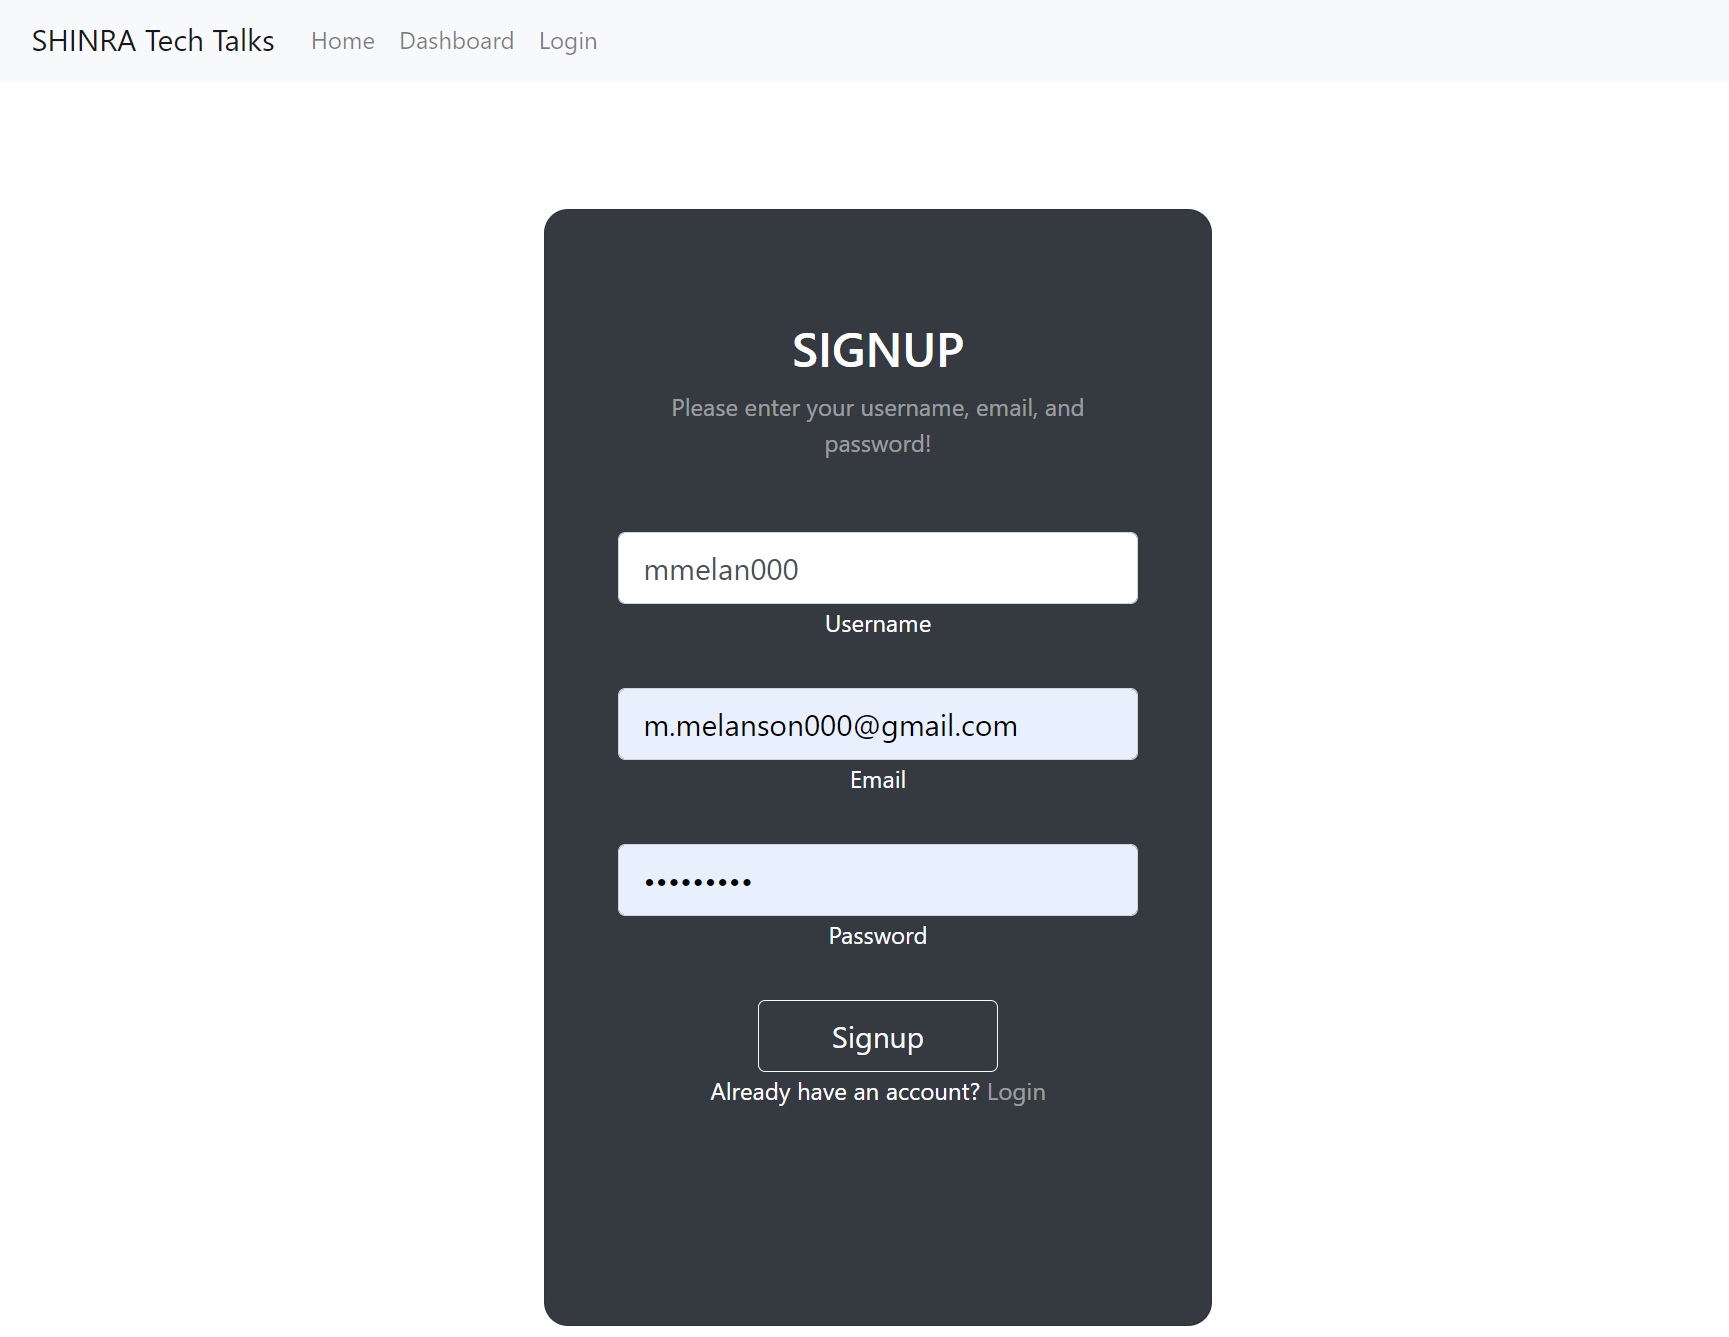 SHINRA Tech Talks Home Dashboard Login
SIGNUP
Please enter your username, email, and
password!
mmelan000
Username
m.melanson000@gmail.com
Email
•••••••••
Password
Signup
Already have an account? Login